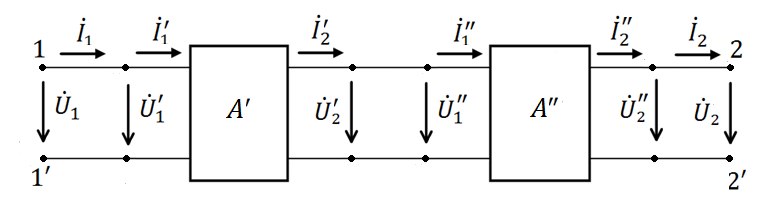 1 İ₁ İ₁′ İ₂′ İ₁″ İ₂″ İ₂ 2
U̇₁ U̇₁′ A′ U̇₂′ U̇₁″ A″ U̇₂″ U̇₂
1′ 2′